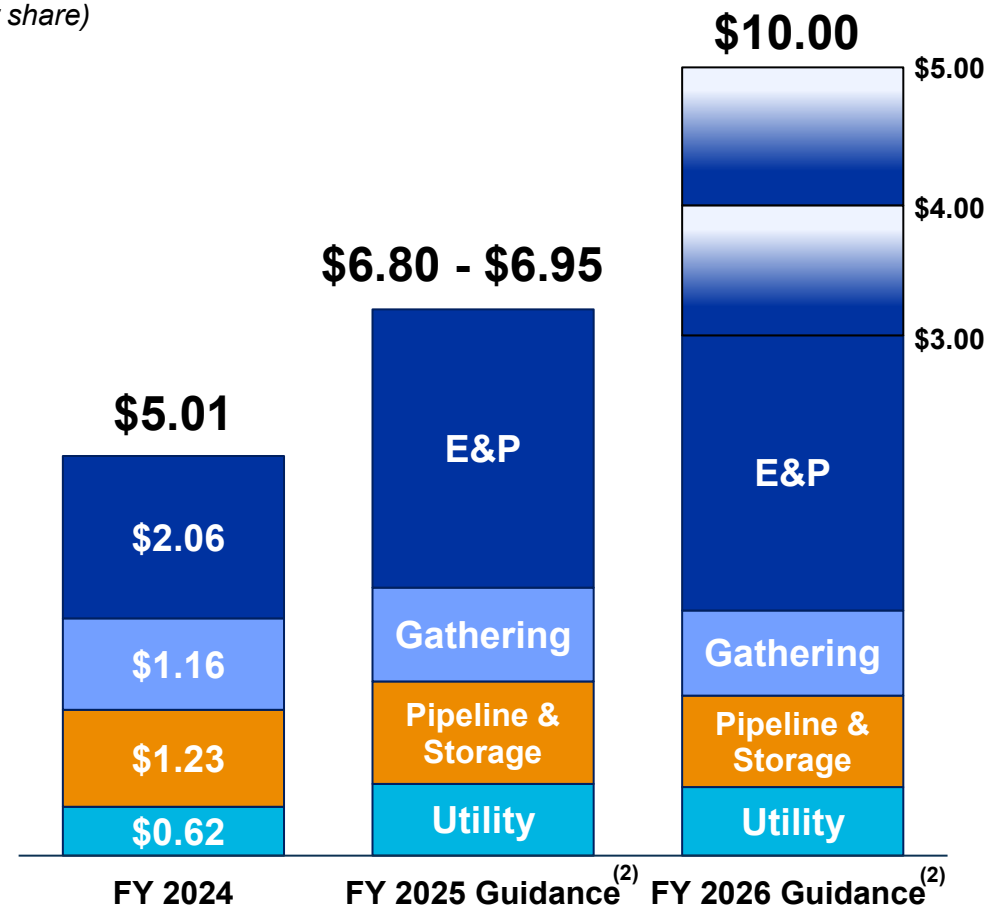 share)
$10.00
$5.00
$4.00
$6.80 - $6.95
$3.00
$5.01
E&P
E&P
$2.06
Gathering
Gathering
$1.16
Pipeline &
Storage
Pipeline &
Storage
$1.23
Utility
Utility
$0.62
FY 2024
FY 2025 Guidance(2)
FY 2026 Guidance(2)